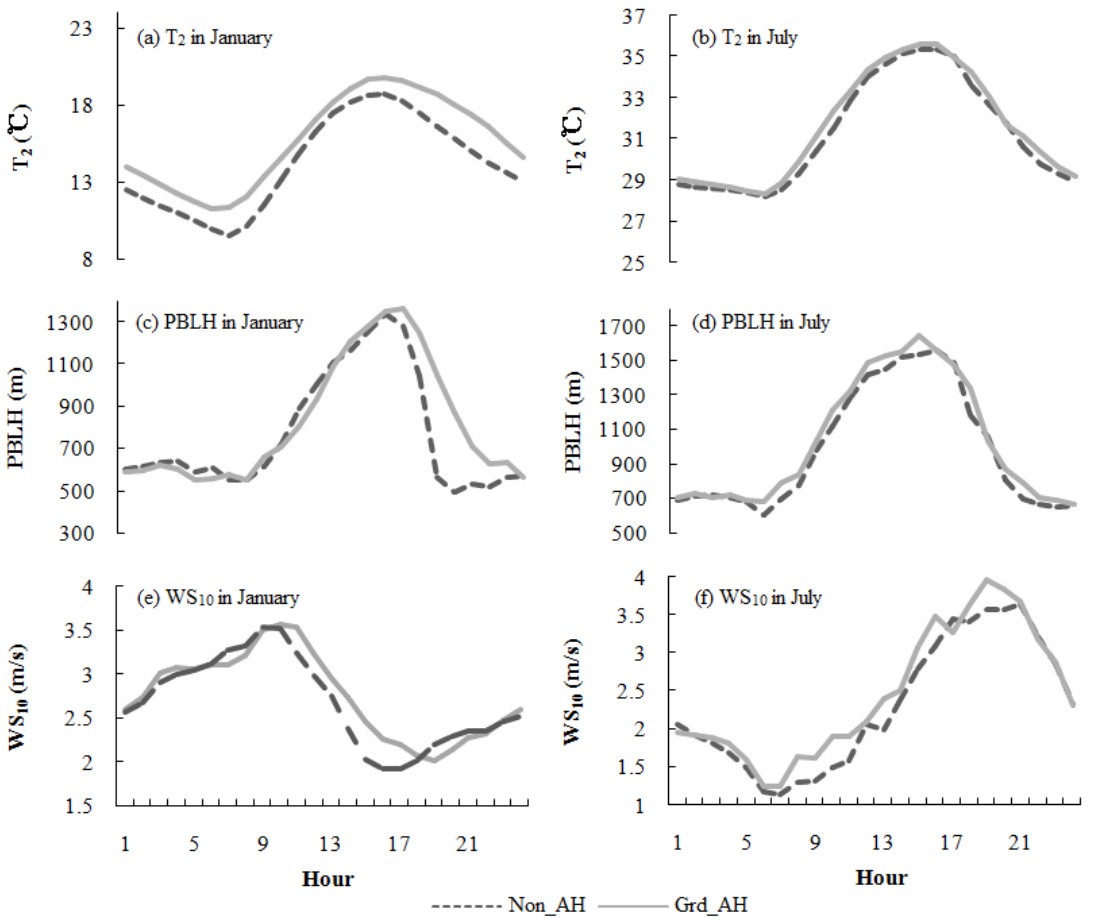 (a) T2 in January
23
18
13
8
T2 (℃)
(b) T2 in July
37
35
33
31
29
27
25
T2 (℃)
(c) PBLH in January
1300
1100
900
700
500
300
PBLH (m)
(d) PBLH in July
1700
1500
1300
1100
900
700
500
PBLH (m)
(e) WS10 in January
4
3.5
3
2.5
2
1.5
WS10 (m/s)
1 5 9 13 17 21
Hour
(f) WS10 in July
4
3.5
3
2.5
2
1.5
1
WS10 (m/s)
1 5 9 13 17 21
Hour
Non_AH Grd_AH